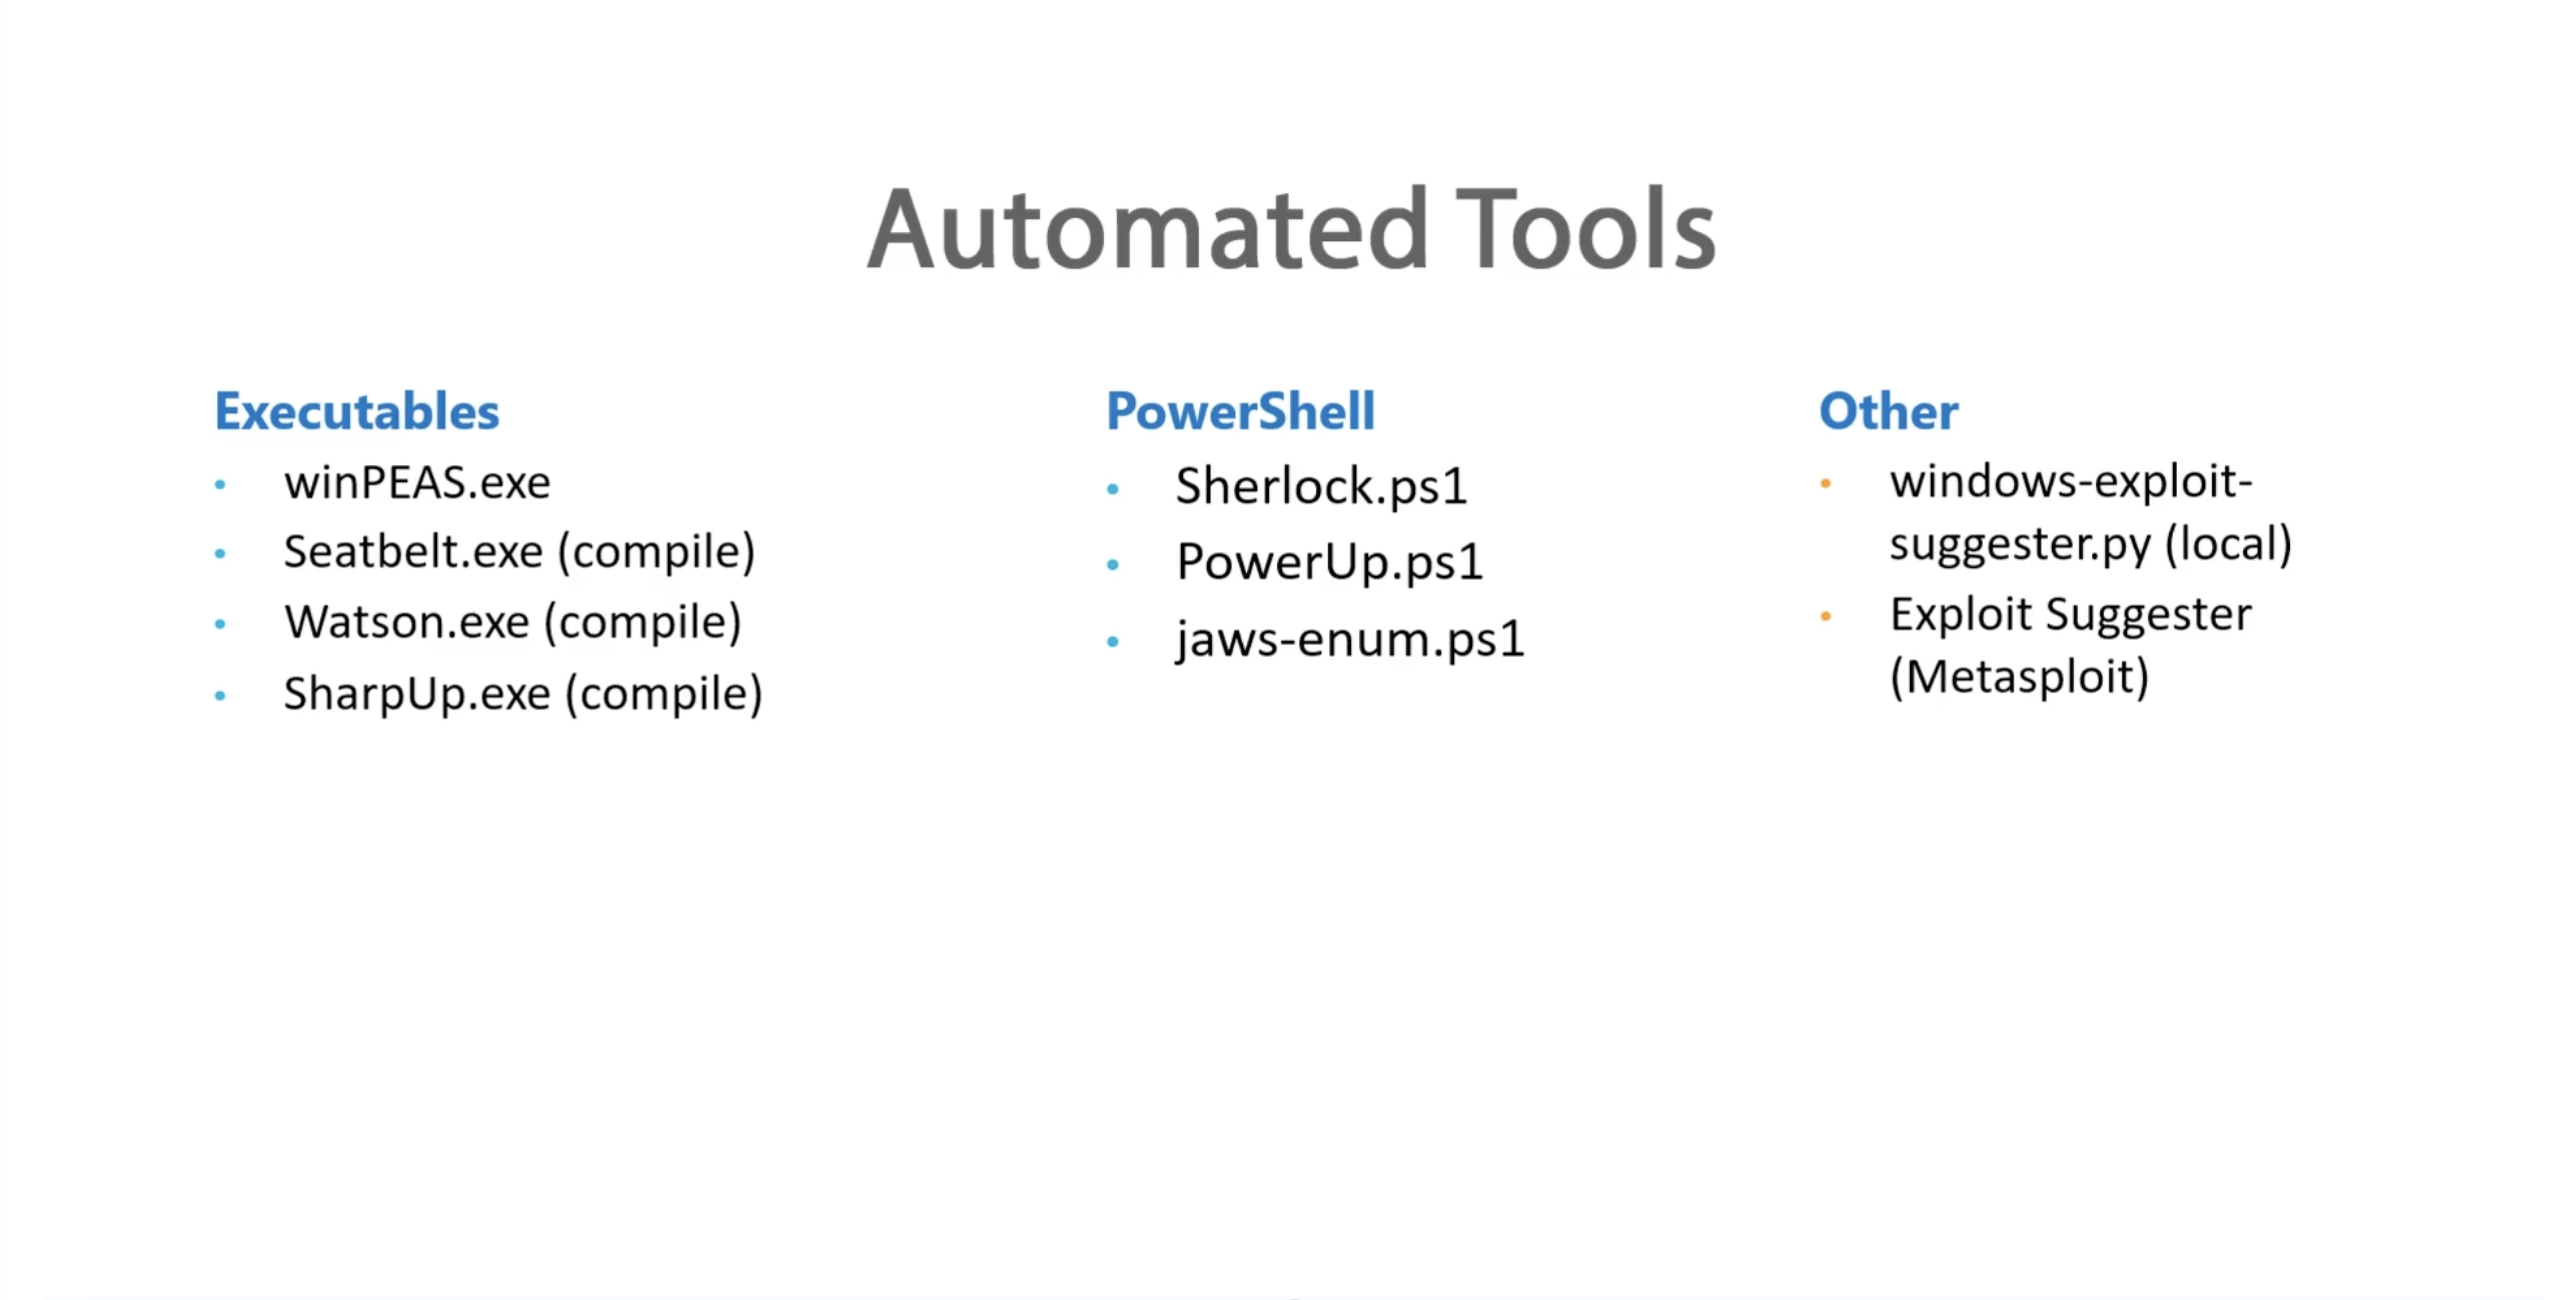 Automated Tools
Executables
winPEAS.exe
Seatbelt.exe (compile)
Watson.exe (compile)
SharpUp.exe (compile)
PowerShell
Sherlock.ps1
PowerUp.ps1
jaws-enum.ps1
Other
windows-exploit-
suggester.py (local)
Exploit Suggester
(Metasploit)